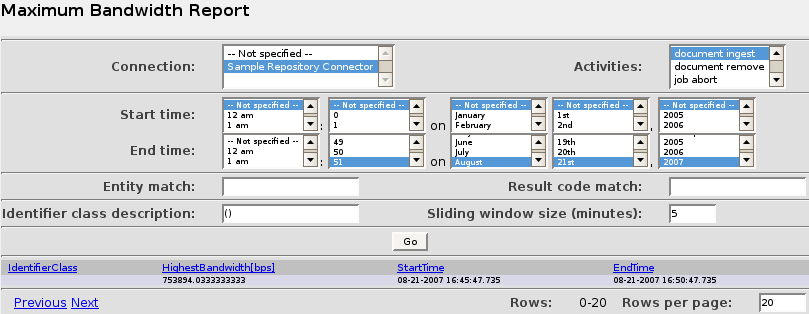 Maximum Bandwidth Report
Connection: -- Not specified -- Sample Repository Connector Activities: document ingest document remove job abort
Start time: -- Not specified -- 12 am 1 am : -- Not specified -- 0 1 on -- Not specified -- January February -- Not specified -- 1st 2nd , -- Not specified -- 2005 2006
End time: -- Not specified -- 12 am 1 am : 49 50 51 on June July August 19th 20th 21st , 2005 2006 2007
Entity match: Result code match:
Identifier class description: () Sliding window size (minutes): 5
Go
IdentifierClass HighestBandwidth[bps] StartTime EndTime
753894.0333333333 08-21-2007 16:45:47.735 08-21-2007 16:50:47.735
Previous Next Rows: 0-20 Rows per page: 20